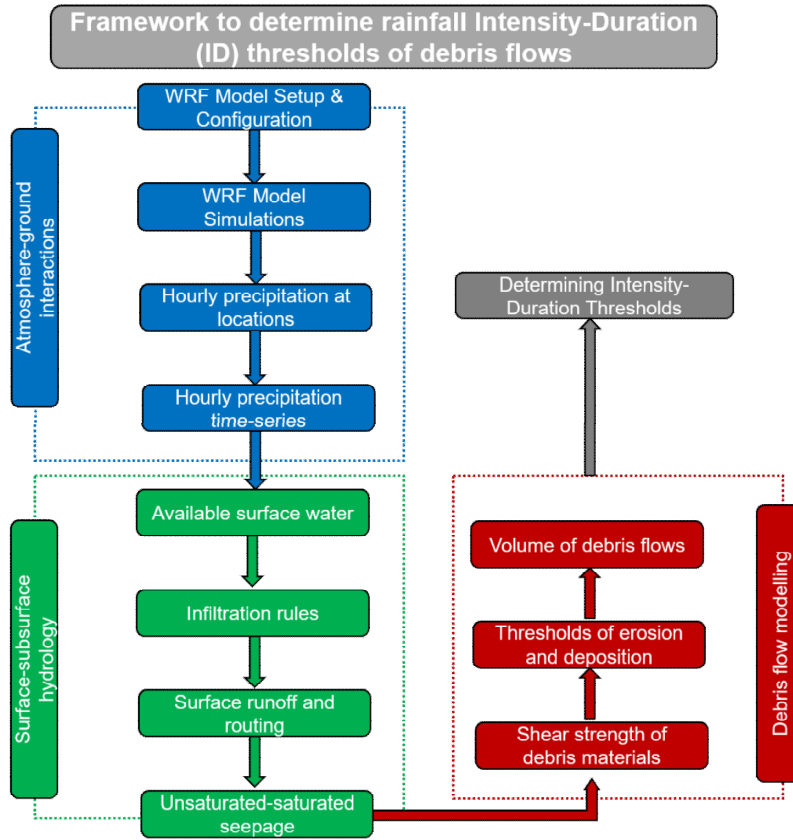 Framework to determine rainfall Intensity-Duration
(ID) thresholds of debris flows
Atmosphere-ground
interactions
WRF Model Setup &
Configuration
WRF Model
Simulations
Hourly precipitation at
locations
Hourly precipitation
time-series
Surface-subsurface
hydrology
Available surface water
Infiltration rules
Surface runoff and
routing
Unsaturated-saturated
seepage
Determining Intensity-
Duration Thresholds
Volume of debris flows
Thresholds of erosion
and deposition
Shear strength of
debris materials
Debris flow modelling